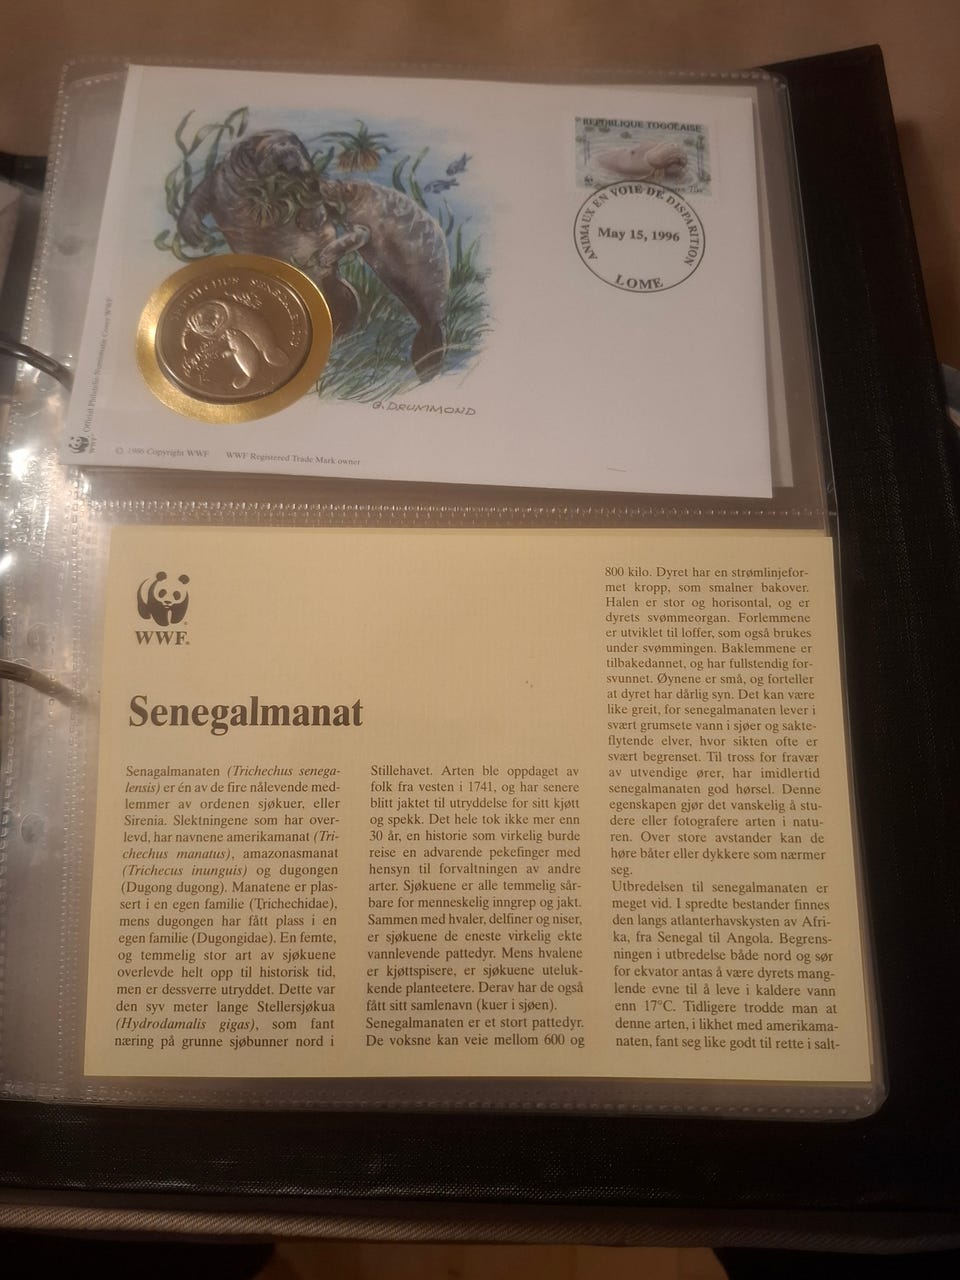 REPUBLIQUE TOGOLAISE
ANIMAUX EN VOIE DE DISPARITION
May 15, 1996
LOME
B. DRUMMOND
Official Philatelic Numismatic Cover WWF
WWF
© 1986 Copyright WWF WWF Registered Trade Mark owner
WWF
Senegalmanat
Senagalmanaten (Trichechus senega-
lensis) er én av de fire nålevende med-
lemmer av ordenen sjøkuer, eller
Sirenia. Slektningene som har over-
levd, har navnene amerikamanat (Tri-
chechus manatus), amazonasmanat
(Trichecus inunguis) og dugongen
(Dugong dugong). Manatene er plas-
sert i en egen familie (Trichechidae),
mens dugongen har fått plass i en
egen familie (Dugongidae). En femte,
og temmelig stor art av sjøkuene
overlevde helt opp til historisk tid,
men er dessverre utryddet. Dette var
den syv meter lange Stellersjøkua
(Hydrodamalis gigas), som fant
næring på grunne sjøbunner nord i
Stillehavet. Arten ble oppdaget av
folk fra vesten i 1741, og har senere
blitt jaktet til utryddelse for sitt kjøtt
og spekk. Det hele tok ikke mer enn
30 år, en historie som virkelig burde
reise en advarende pekefinger med
hensyn til forvaltningen av andre
arter. Sjøkuene er alle temmelig sår-
bare for menneskelig inngrep og jakt.
Sammen med hvaler, delfiner og niser,
er sjøkuene de eneste virkelig ekte
vannlevende pattedyr. Mens hvalene
er kjøttspisere, er sjøkuene uteluk-
kende planteetere. Derav har de også
fått sitt samlenavn (kuer i sjøen).
Senegalmanaten er et stort pattedyr.
De voksne kan veie mellom 600 og
800 kilo. Dyret har en strømlinjefor-
met kropp, som smalner bakover.
Halen er stor og horisontal, og er
dyrets svømmeorgan. Forlemmene
er utviklet til loffer, som også brukes
under svømmingen. Baklemmene er
tilbakedannet, og har fullstendig for-
svunnet. Øynene er små, og forteller
at dyret har dårlig syn. Det kan være
like greit, for senegalmanaten lever i
svært grumsete vann i sjøer og sakte-
flytende elver, hvor sikten ofte er
svært begrenset. Til tross for fravær
av utvendige ører, har imidlertid
senegalmanaten god hørsel. Denne
egenskapen gjør det vanskelig å stu-
dere eller fotografere arten i natu-
ren. Over store avstander kan de
høre båter eller dykkere som nærmer
seg.
Utbredelsen til senegalmanaten er
meget vid. I spredte bestander finnes
den langs atlanterhavskysten av Afri-
ka, fra Senegal til Angola. Begrens-
ningen i utbredelse både nord og sør
for ekvator antas å være dyrets mang-
lende evne til å leve i kaldere vann
enn 17°C. Tidligere trodde man at
denne arten, i likhet med amerikama-
naten, fant seg like godt til rette i salt-